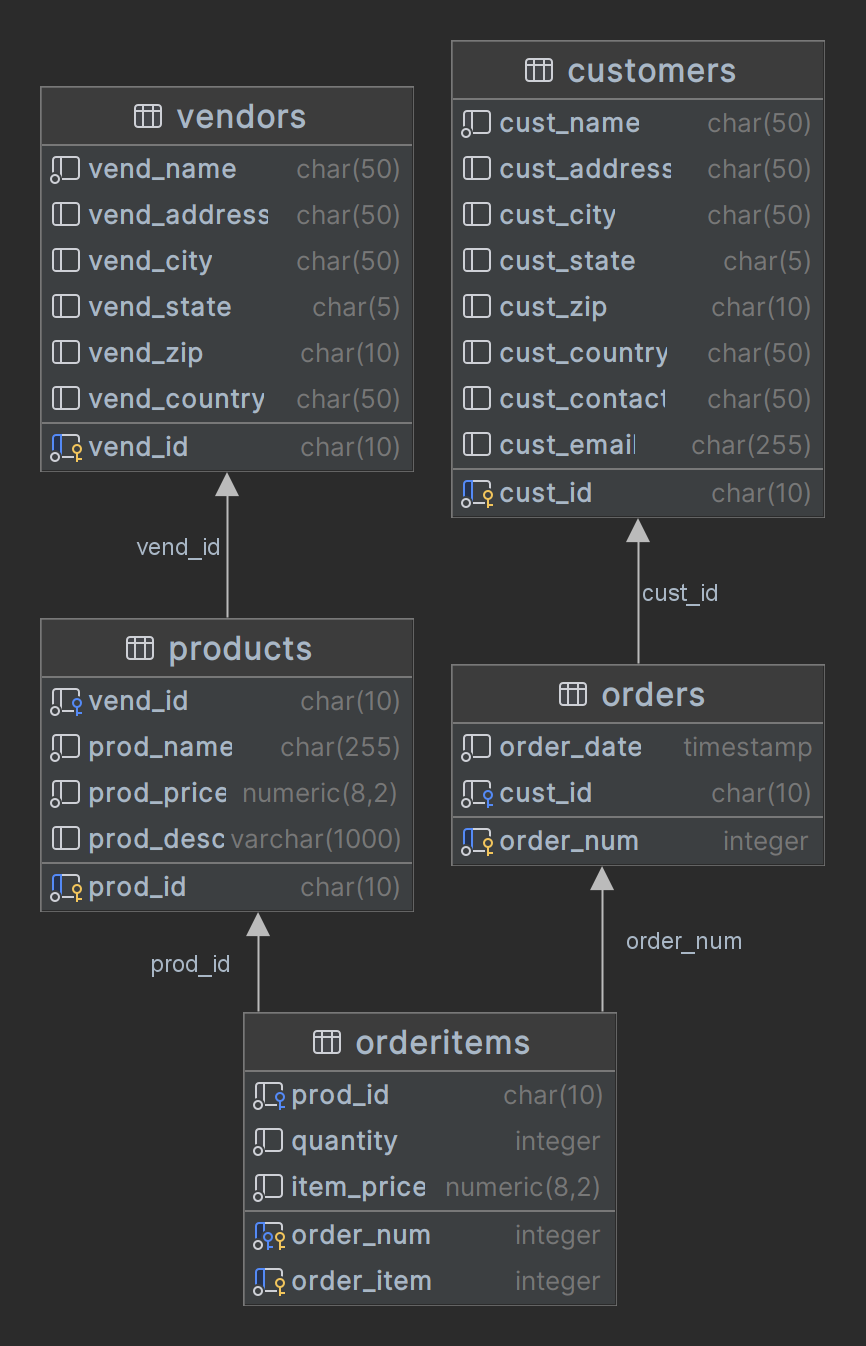 vendors
vend_name char(50)
vend_address char(50)
vend_city char(50)
vend_state char(5)
vend_zip char(10)
vend_country char(50)
vend_id char(10)
customers
cust_name char(50)
cust_address char(50)
cust_city char(50)
cust_state char(5)
cust_zip char(10)
cust_country char(50)
cust_contact char(50)
cust_email char(255)
cust_id char(10)
vend_id
cust_id
products
vend_id char(10)
prod_name char(255)
prod_price numeric(8,2)
prod_desc varchar(1000)
prod_id char(10)
orders
order_date timestamp
cust_id char(10)
order_num integer
prod_id
order_num
orderitems
prod_id char(10)
quantity integer
item_price numeric(8,2)
order_num integer
order_item integer